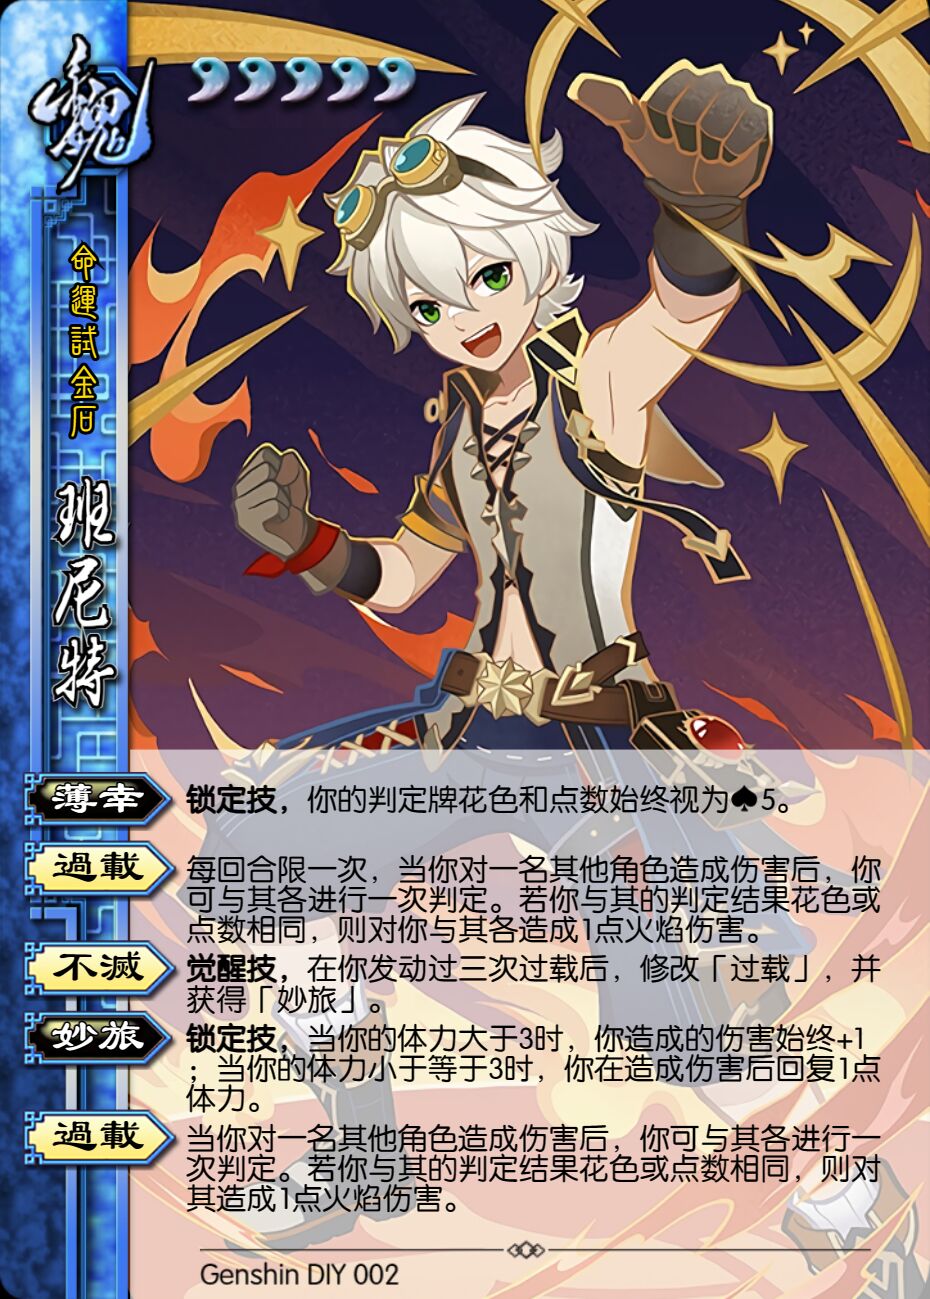 魏
命運試金石
班尼特
薄幸
锁定技，你的判定牌花色和点数始终视为♠5。
過載
每回合限一次，当你对一名其他角色造成伤害后，你
可与其各进行一次判定。若你与其的判定结果花色或
点数相同，则对你与其各造成1点火焰伤害。
不滅
觉醒技，在你发动过三次过载后，修改「过载」，并
获得「妙旅」。
妙旅
锁定技，当你的体力大于3时，你造成的伤害始终+1
；当你的体力小于等于3时，你在造成伤害后回复1点
体力。
過載
当你对一名其他角色造成伤害后，你可与其各进行一
次判定。若你与其的判定结果花色或点数相同，则对
其造成1点火焰伤害。
Genshin DIY 002